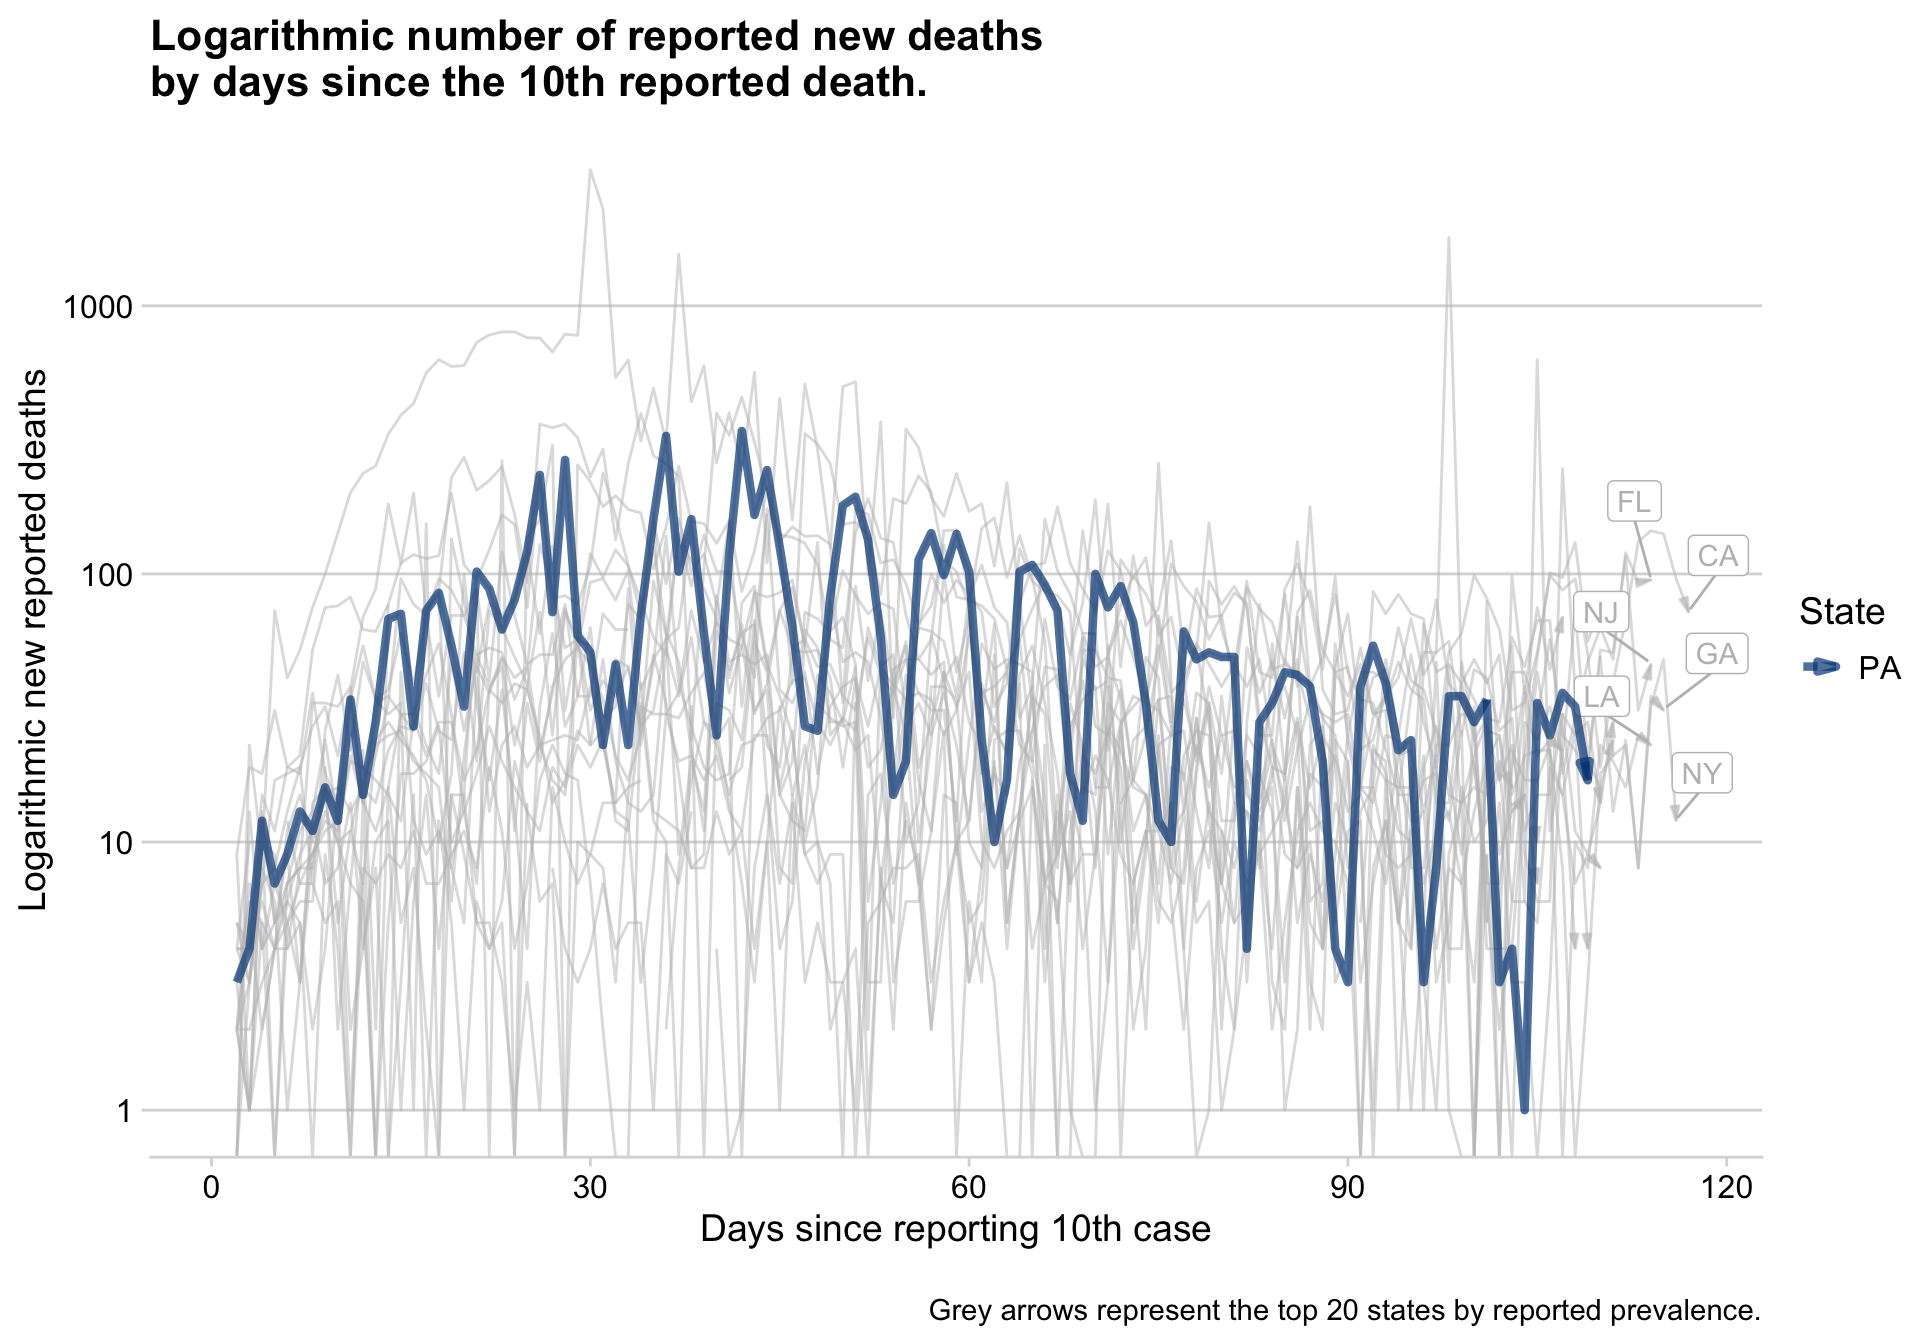 Logarithmic number of reported new deaths
by days since the 10th reported death.
Logarithmic new reported deaths
1000
100
10
1
FL
CA
NJ
GA
LA
NY
State
PA
0
30
60
90
120
Days since reporting 10th case
Grey arrows represent the top 20 states by reported prevalence.